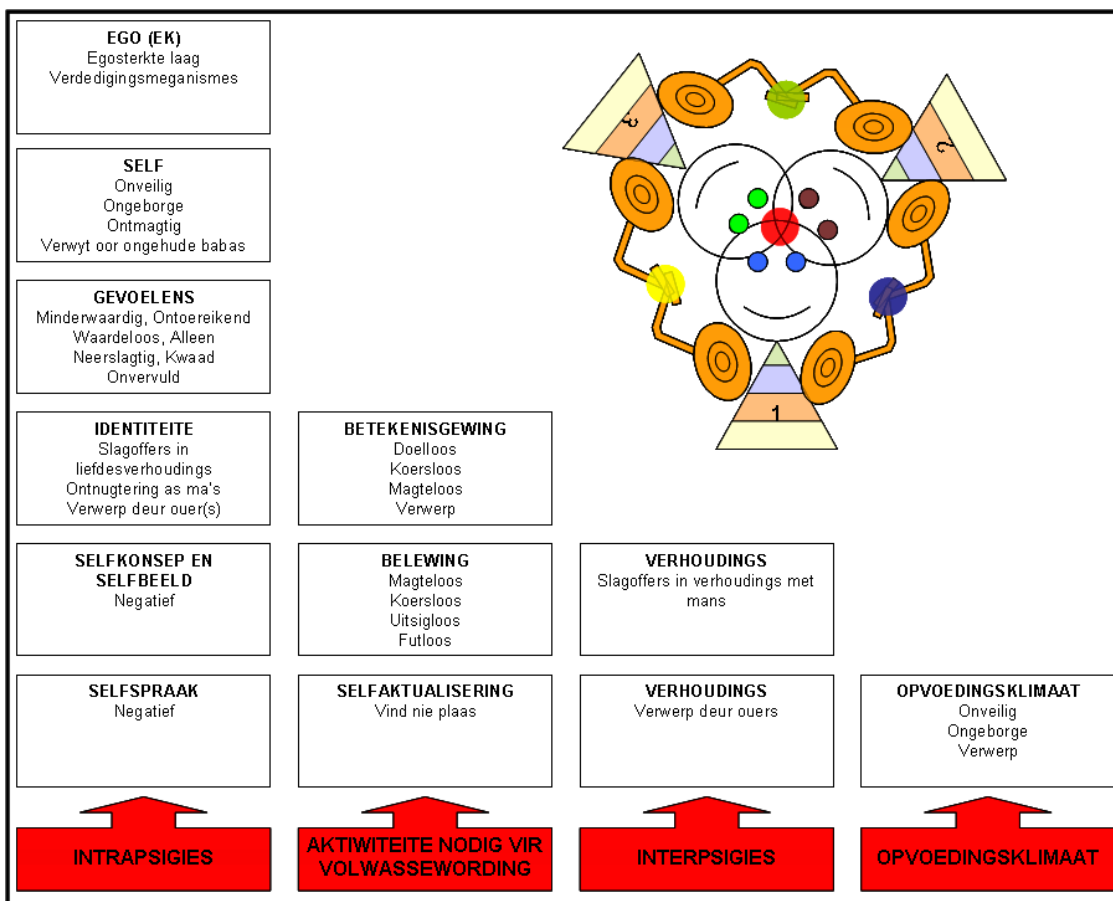 EGO (EK)
Egosterkte laag
Verdedigingsmeganismes
SELF
Onveilig
Ongeborge
Ontmagtig
Verwyt oor ongehude babas
GEVOELENS
Minderwaardig, Ontoereikend
Waardeloos, Alleen
Neerslagtig, Kwaad
Onvervuld
IDENTITEITE
Slagoffers in
liefdesverhoudings
Ontnugtering as ma's
Verwerp deur ouer(s)
BETEKENISGEWING
Doelloos
Koersloos
Magteloos
Verwerp
SELFKONSEP EN
SELFBEELD
Negatief
BELEWING
Magteloos
Koersloos
Uitsigloos
Futloos
VERHOUDINGS
Slagoffers in verhoudings met
mans
SELFSPRAAK
Negatief
SELFAKTUALISERING
Vind nie plaas
VERHOUDINGS
Verwerp deur ouers
OPVOEDINGSKLIMAAT
Onveilig
Ongeborge
Verwerp
INTRAPSIGIES
AKTIWITEITE NODIG VIR
VOLWASSEWORDING
INTERPSIGIES
OPVOEDINGSKLIMAAT
3
2
1